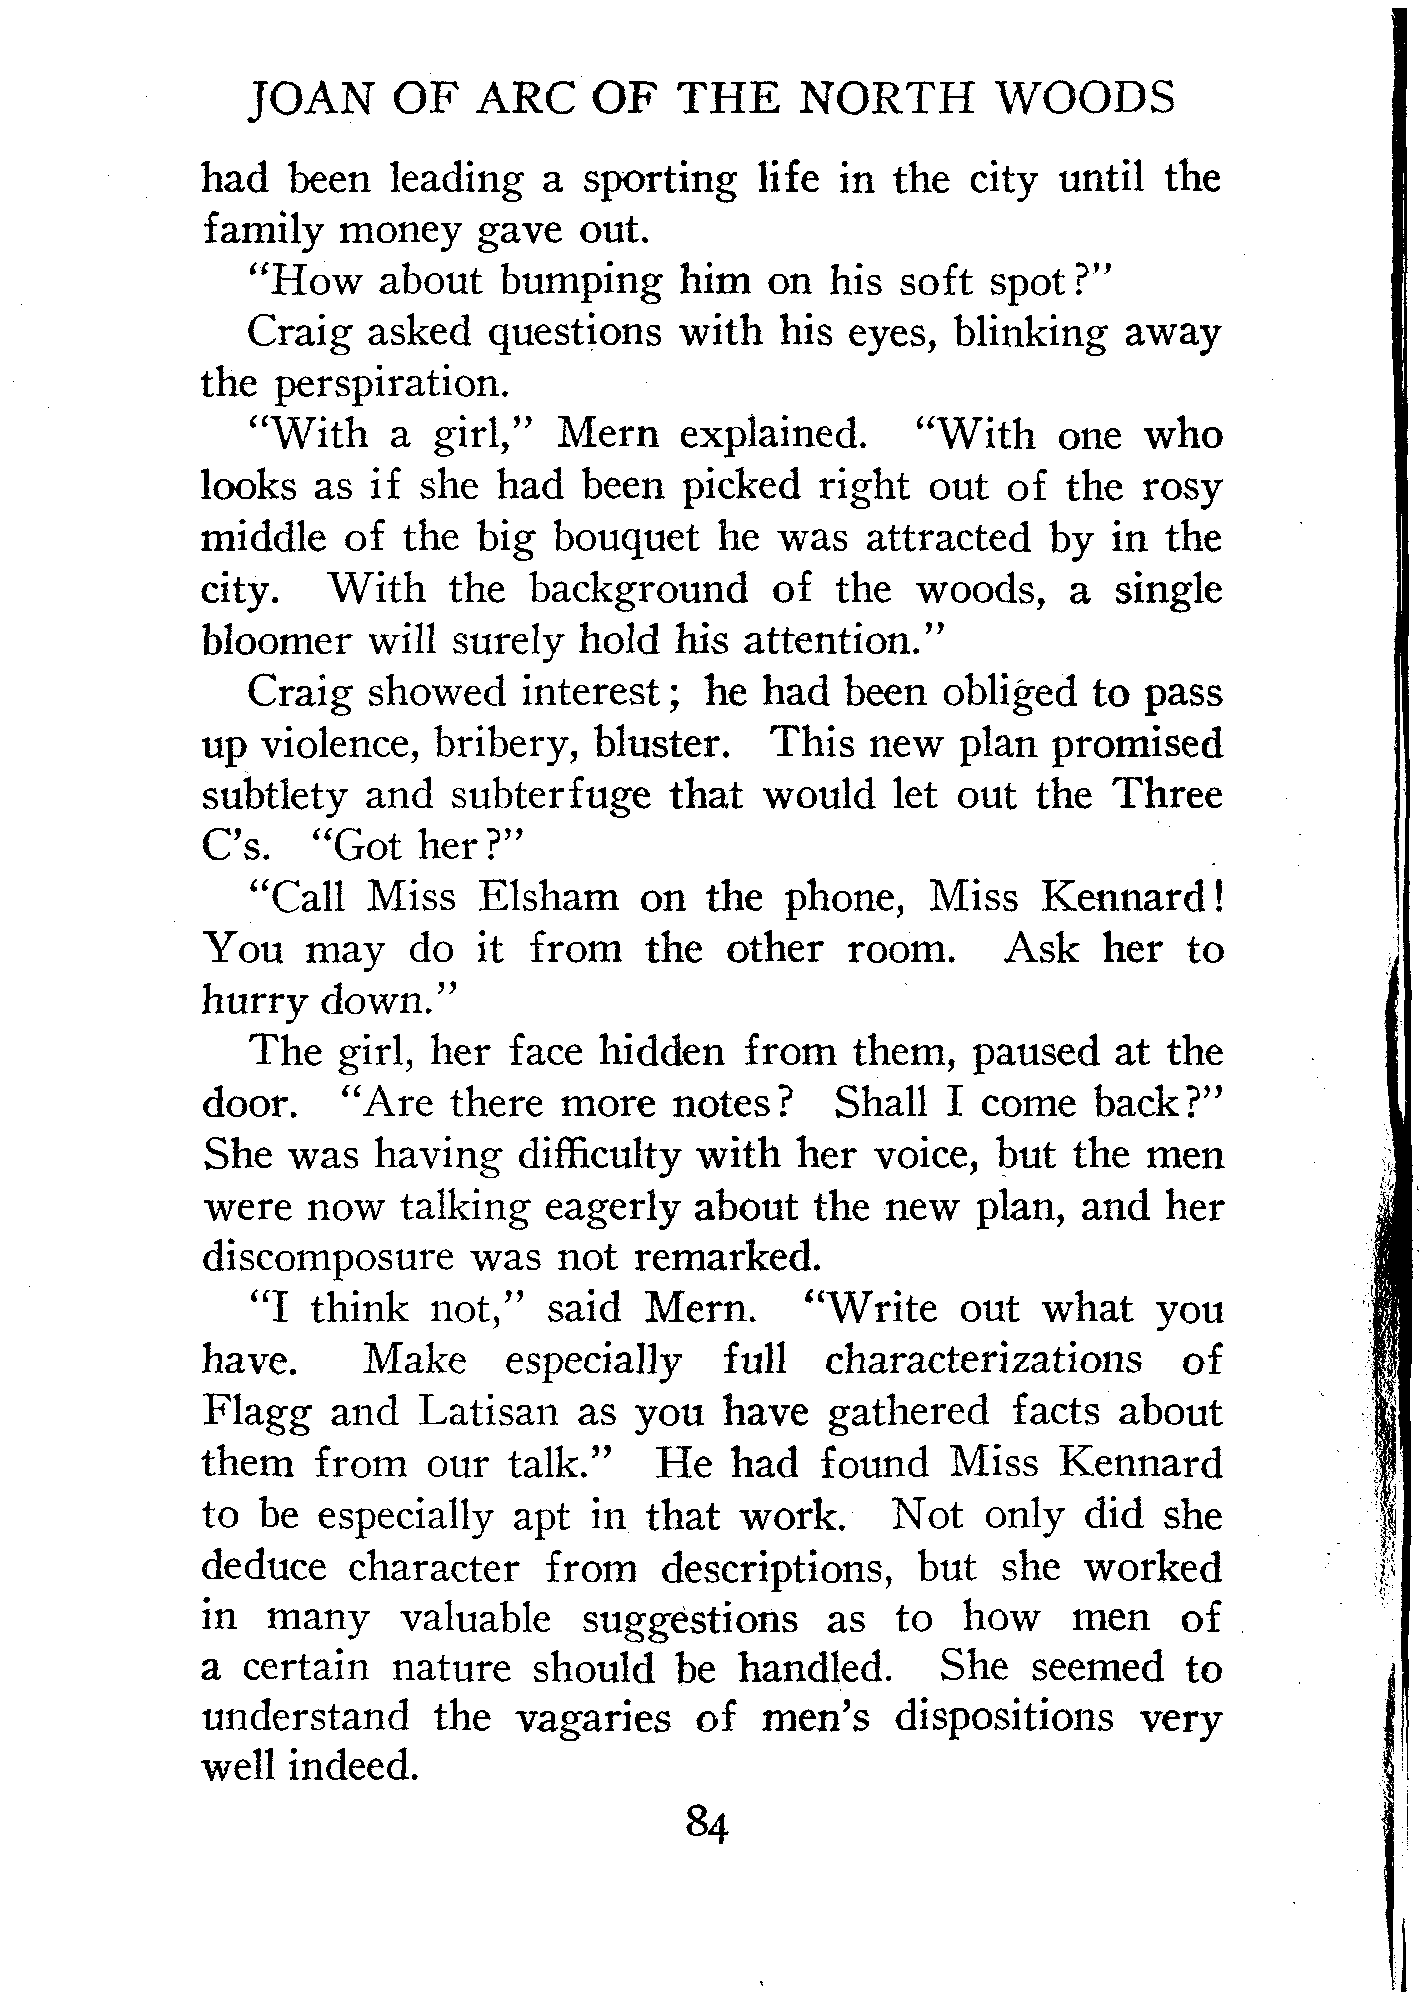 JOAN OF ARC OF THE NORTH WOODS
had been leading a sporting life in the city until the
family money gave out.
"How about bumping him on his soft spot?"
Craig asked questions with his eyes, blinking away
the perspiration.
"With a girl," Mern explained. "With one who
looks as if she had been picked right out of the rosy
middle of the big bouquet he was attracted by in the
city. With the background of the woods, a single
bloomer will surely hold his attention."
Craig showed interest; he had been obliged to pass
up violence, bribery, bluster. This new plan promised
subtlety and subterfuge that would let out the Three
C's. "Got her?"
"Call Miss Elsham on the phone, Miss Kennard!
You may do it from the other room. Ask her to
hurry down."
The girl, her face hidden from them, paused at the
door. "Are there more notes? Shall I come back?"
She was having difficulty with her voice, but the men
were now talking eagerly about the new plan, and her
discomposure was not remarked.
"I think not," said Mern. "Write out what you
have. Make especially full characterizations of
Flagg and Latisan as you have gathered facts about
them from our talk." He had found Miss Kennard
to be especially apt in that work. Not only did she
deduce character from descriptions, but she worked
in many valuable suggestions as to how men of
a certain nature should be handled. She seemed to
understand the vagaries of men's dispositions very
well indeed.
84